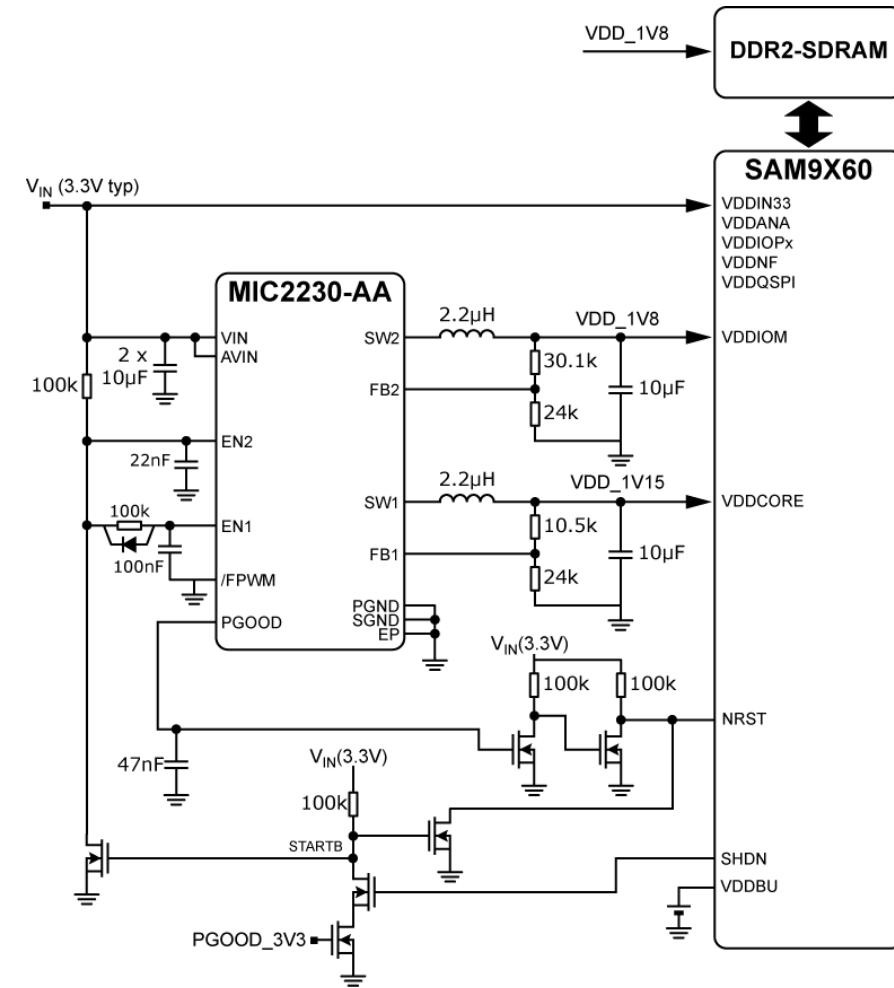 VDD_1V8
DDR2-SDRAM
SAM9X60
VIN (3.3V typ)
VDDIN33
VDDANA
VDDIOPx
VDDNF
VDDQSPI
MIC2230-AA
2.2µH
VDD_1V8
VIN
SW2
VDDIOM
AVIN
2 x
10µF
30.1k
100k
FB2
10µF
24k
EN2
22nF
2.2µH
VDD_1V15
SW1
VDDCORE
100k
EN1
10.5k
100nF
FB1
10µF
/FPWM
24k
PGND
SGND
EP
PGOOD
VIN(3.3V)
100k
100k
NRST
47nF
VIN(3.3V)
100k
STARTB
SHDN
VDDBU
PGOOD_3V3